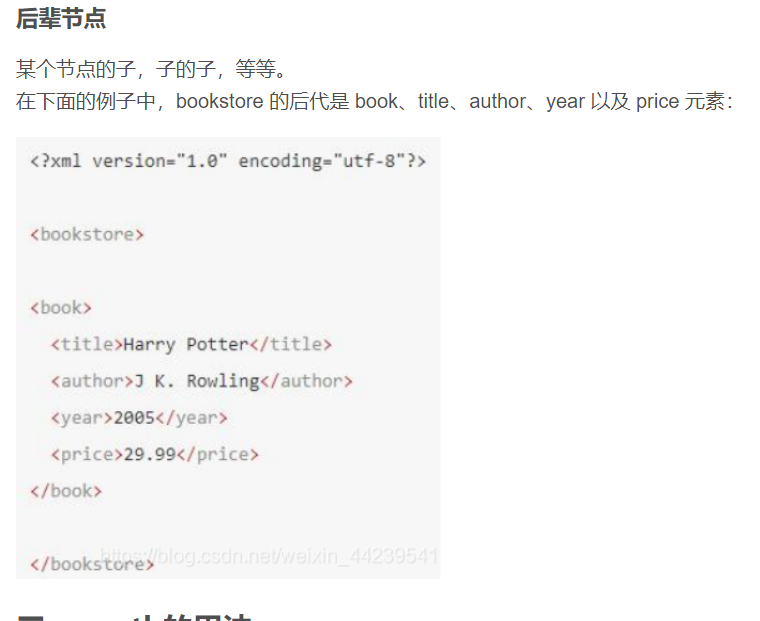 后辈节点
某个节点的子，子的子，等等。
在下面的例子中，bookstore 的后代是 book、title、author、year 以及 price 元素：
<?xml version="1.0" encoding="utf-8"?>
<bookstore>
<book>
<title>Harry Potter</title>
<author>J K. Rowling</author>
<year>2005</year>
<price>29.99</price>
</book>
</bookstore>
https://blog.csdn.net/weixin_44239541